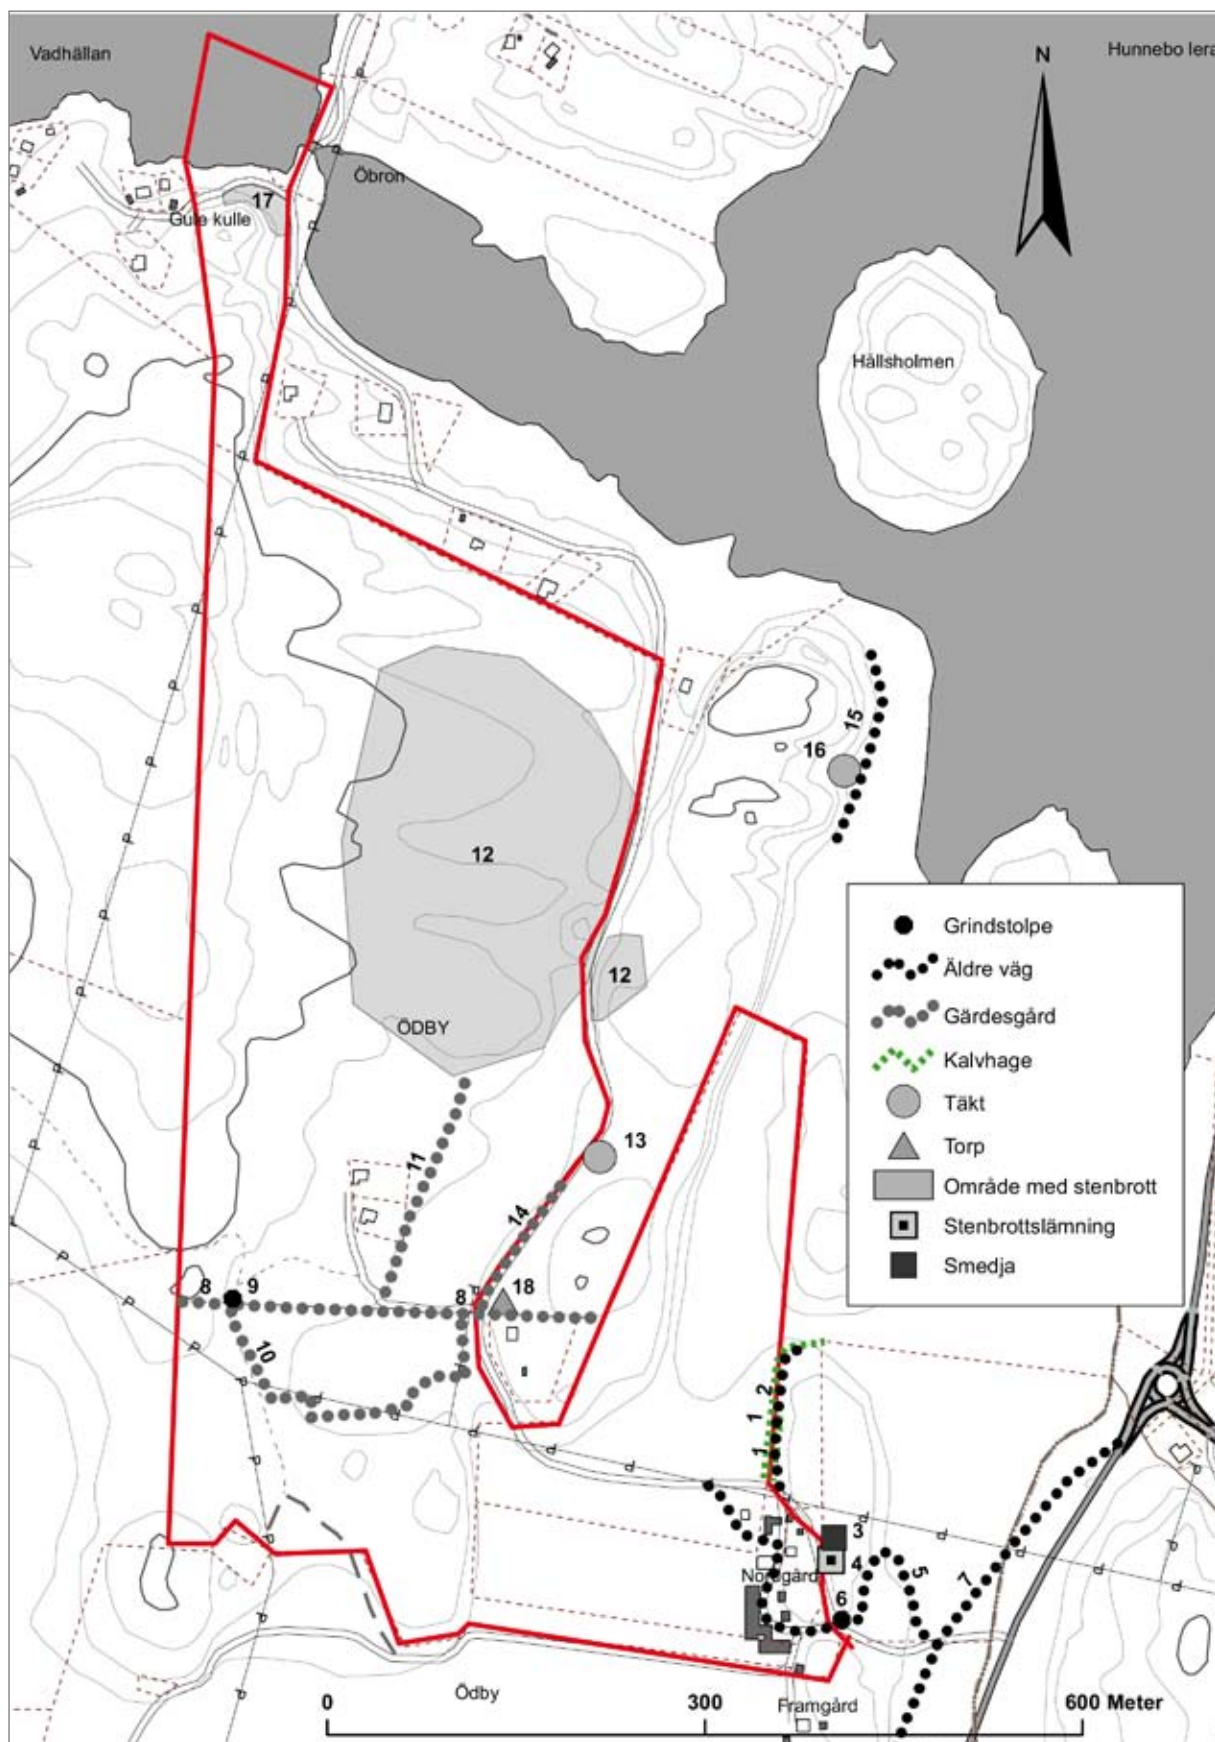 Vadhällan
Hunnebo lera
N
Öbron
17
Gule kulle
Hållsholmen
15
16
12
12
ÖDBY
13
11
14
8
9
8
18
10
2
1
1
3
4
Nordgård
5
6
7
Ödby
Framgård
0
300
600 Meter
Grindstolpe
Äldre väg
Gärdesgård
Kalvhage
Täkt
Torp
Område med stenbrott
Stenbrottslämning
Smedja